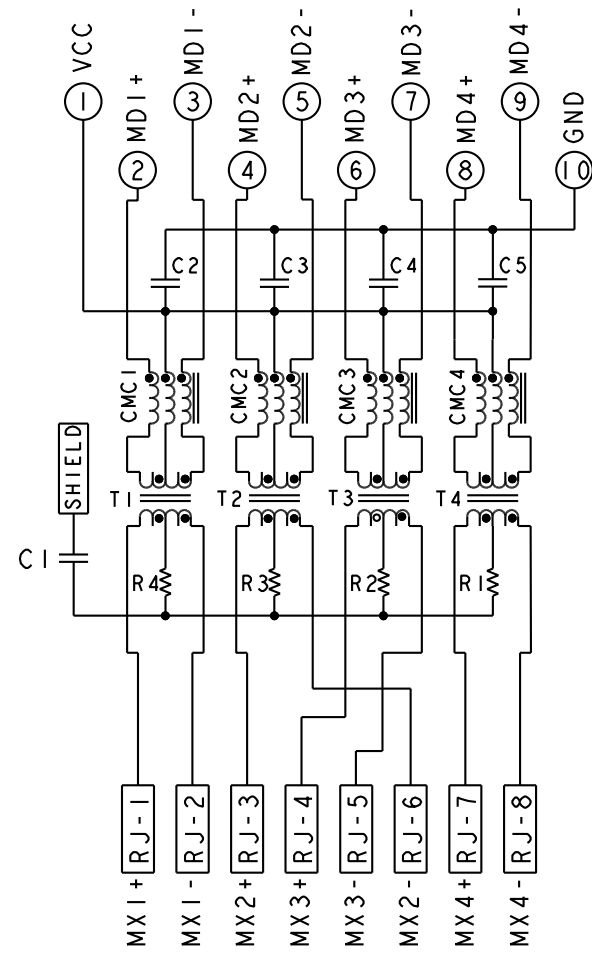 VCC
MD1+
MD1-
MD2+
MD2-
MD3+
MD3-
MD4+
MD4-
GND
1
3
5
7
9
2
4
6
8
10
C2
C3
C4
C5
CMC1
CMC2
CMC3
CMC4
SHIELD
T1
T2
T3
T4
C1
R4
R3
R2
R1
RJ-1
RJ-2
RJ-3
RJ-4
RJ-5
RJ-6
RJ-7
RJ-8
MX1+
MX1-
MX2+
MX3+
MX3-
MX2-
MX4+
MX4-